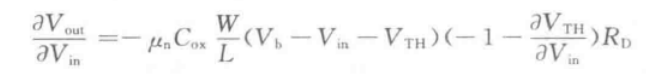 ∂V_out/∂V_in = −μ_n C_ox W/L (V_b − V_in − V_TH)(−1 − ∂V_TH/∂V_in)R_D